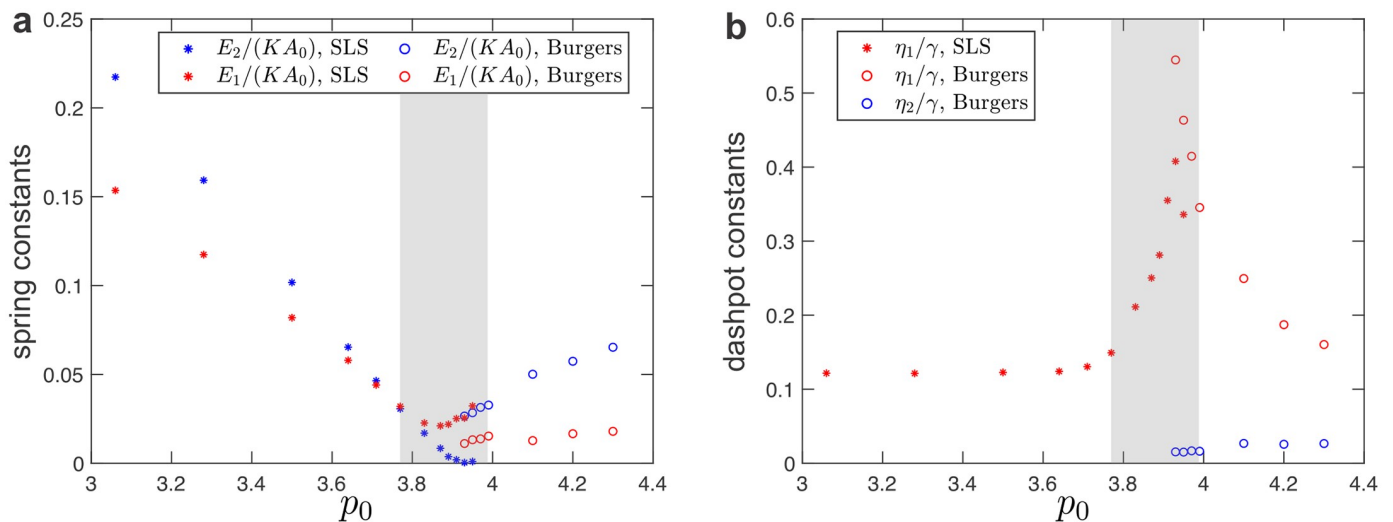 a
0.25
0.2
0.15
0.1
0.05
0
spring constants
E₂/(KA₀), SLS
E₁/(KA₀), SLS
E₂/(KA₀), Burgers
E₁/(KA₀), Burgers
3 3.2 3.4 3.6 3.8 4 4.2 4.4
p₀
b
0.6
0.5
0.4
0.3
0.2
0.1
0
dashpot constants
η₁/γ, SLS
η₁/γ, Burgers
η₂/γ, Burgers
3 3.2 3.4 3.6 3.8 4 4.2 4.4
p₀